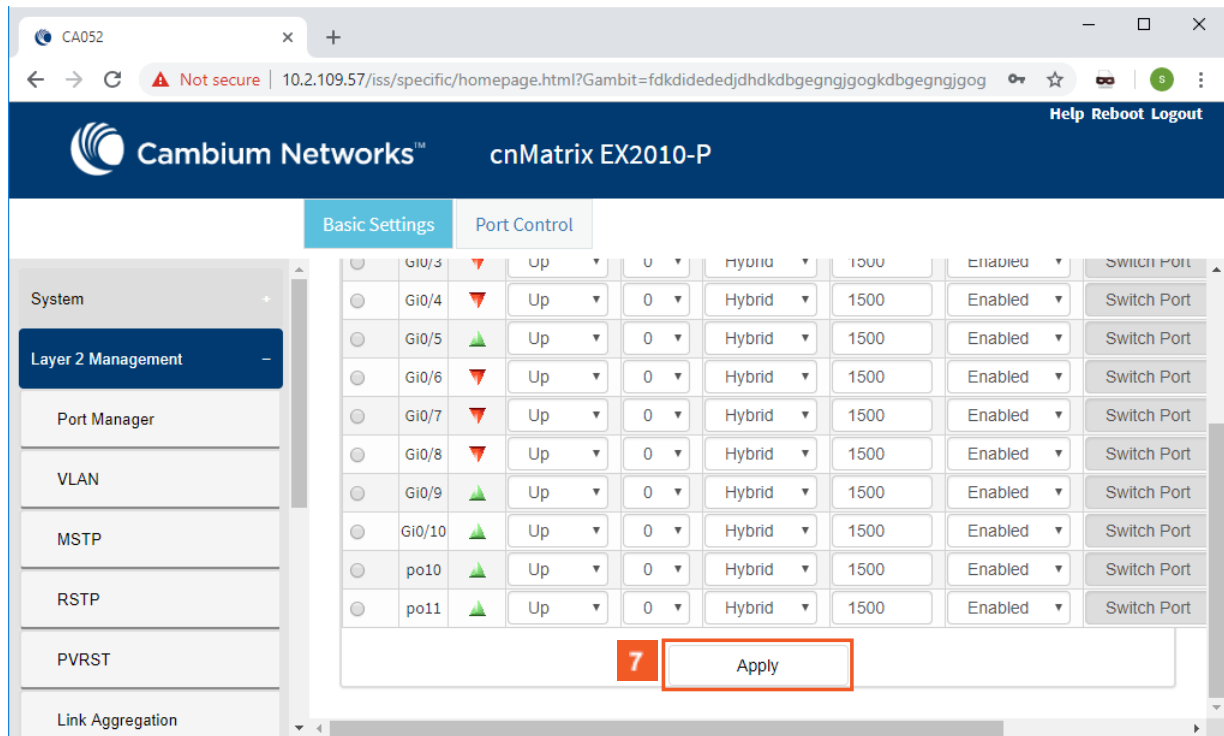 CA052
Not secure | 10.2.109.57/iss/specific/homepage.html?Gambit=fdkdidededjdhdkdbgegngjgogkdbgegngjgog
S
Help Reboot Logout
Cambium Networks™
cnMatrix EX2010-P
Basic Settings Port Control
System
Layer 2 Management
Port Manager
VLAN
MSTP
RSTP
PVRST
Link Aggregation
Gi0/3 Up 0 Hybrid 1500 Enabled Switch Port
Gi0/4 Up 0 Hybrid 1500 Enabled Switch Port
Gi0/5 Up 0 Hybrid 1500 Enabled Switch Port
Gi0/6 Up 0 Hybrid 1500 Enabled Switch Port
Gi0/7 Up 0 Hybrid 1500 Enabled Switch Port
Gi0/8 Up 0 Hybrid 1500 Enabled Switch Port
Gi0/9 Up 0 Hybrid 1500 Enabled Switch Port
Gi0/10 Up 0 Hybrid 1500 Enabled Switch Port
po10 Up 0 Hybrid 1500 Enabled Switch Port
po11 Up 0 Hybrid 1500 Enabled Switch Port
7 Apply